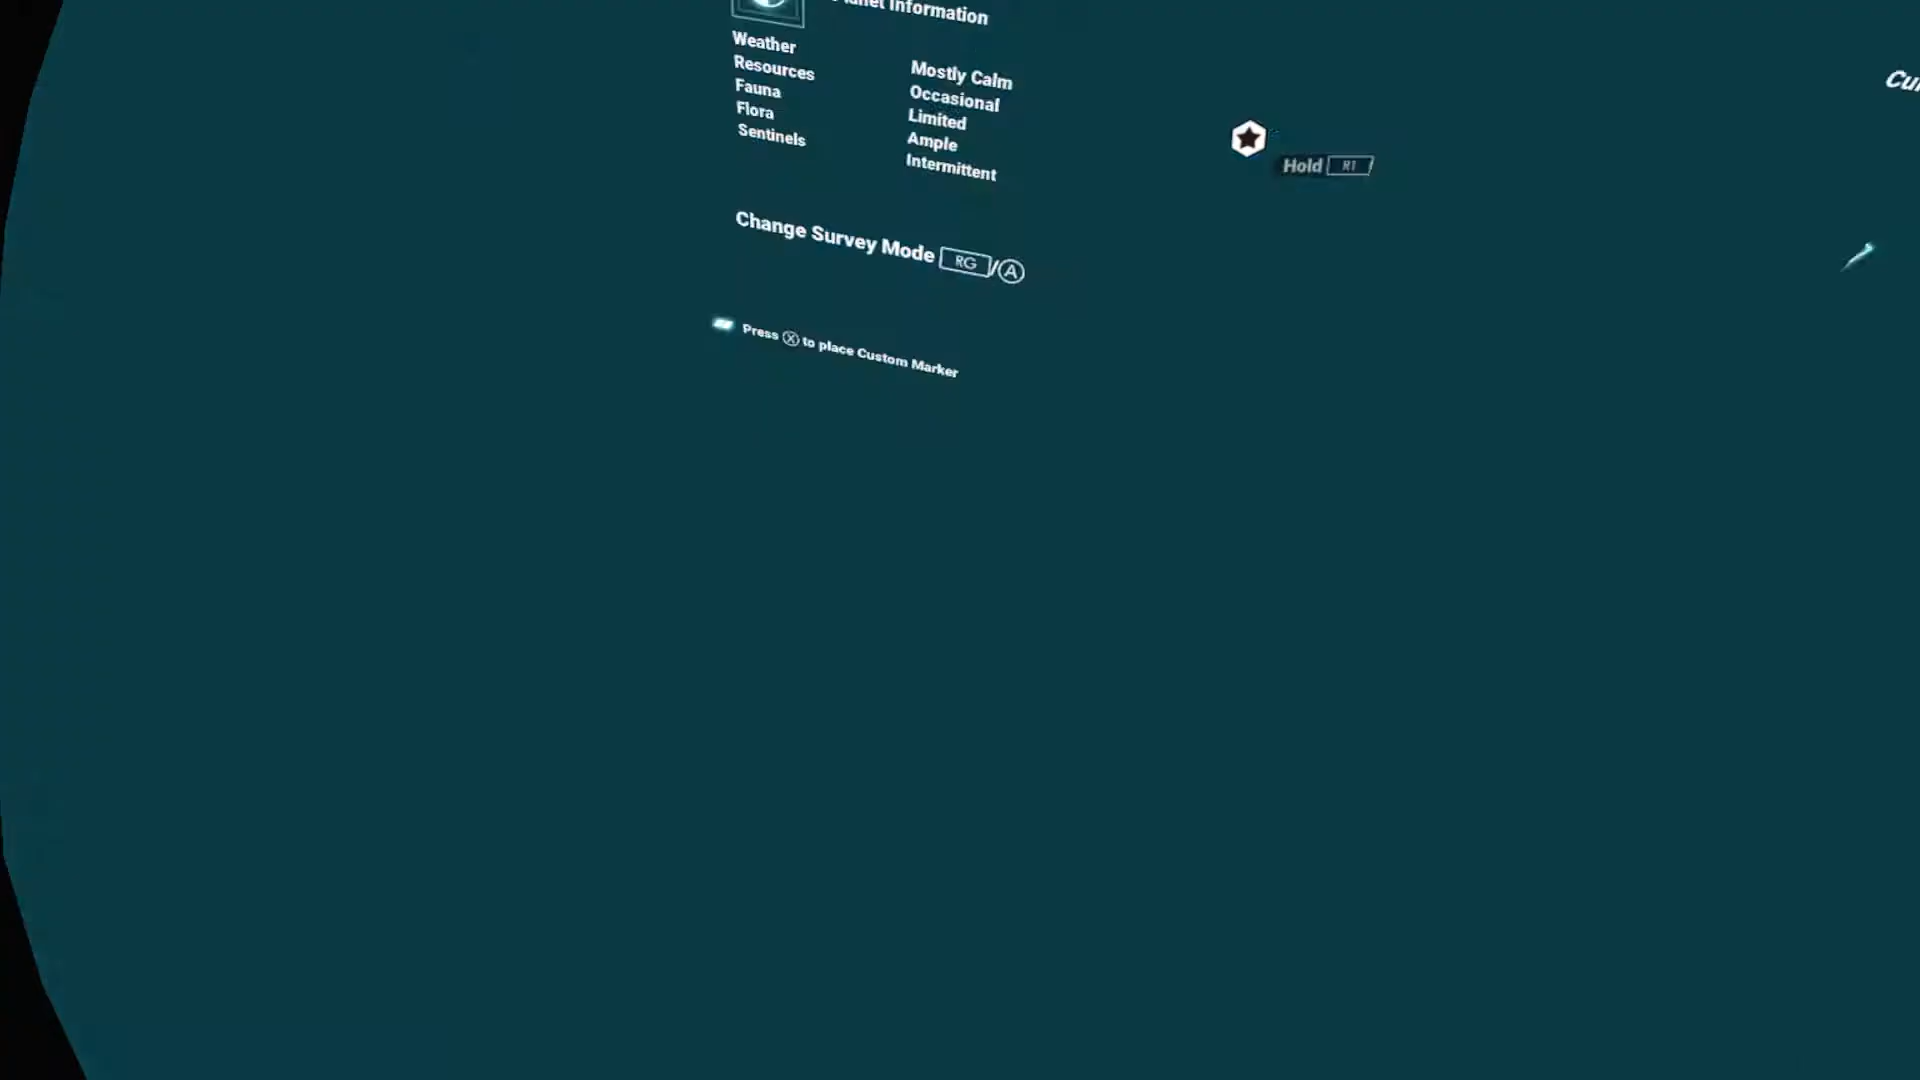 Planet Information
Weather
Mostly Calm
Resources
Occasional
Fauna
Limited
Flora
Ample
Sentinels
Intermittent
Hold R1
Change Survey Mode RG/A
Press X to place Custom Marker